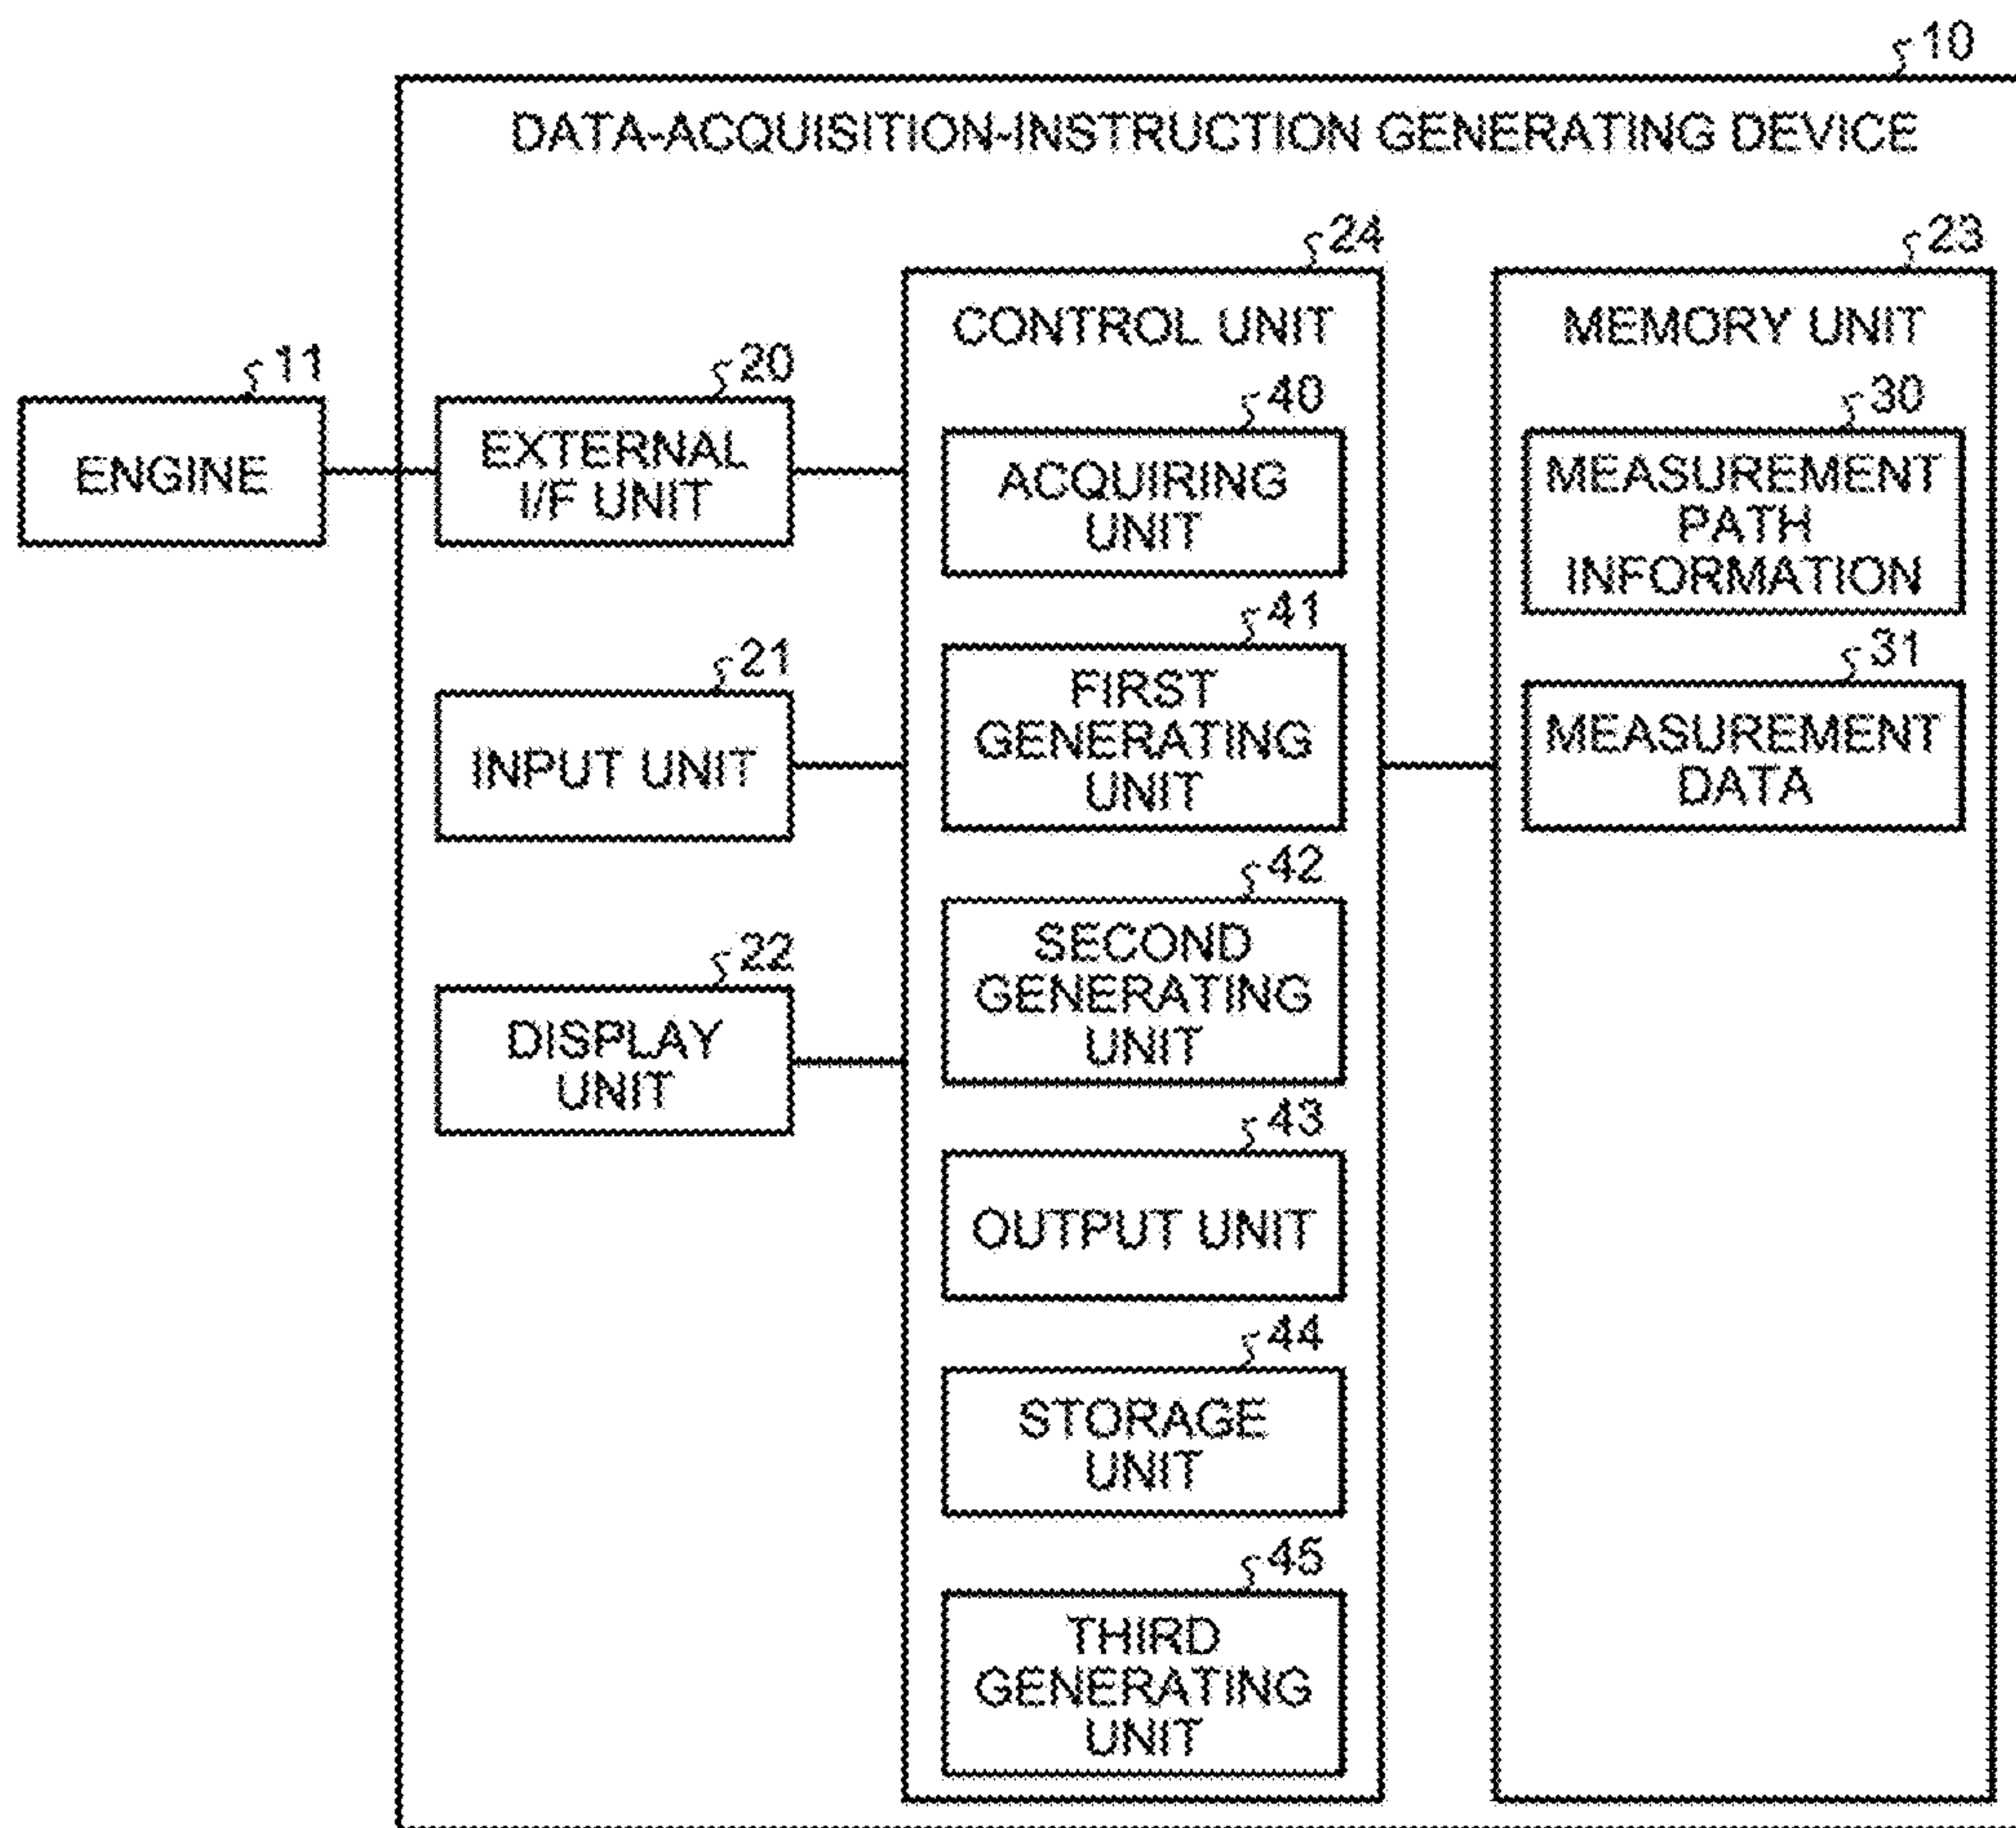 10
DATA-ACQUISITION-INSTRUCTION GENERATING DEVICE
11
ENGINE
20
EXTERNAL
I/F UNIT
21
INPUT UNIT
22
DISPLAY
UNIT
24
CONTROL UNIT
40
ACQUIRING
UNIT
41
FIRST
GENERATING
UNIT
42
SECOND
GENERATING
UNIT
43
OUTPUT UNIT
44
STORAGE
UNIT
45
THIRD
GENERATING
UNIT
23
MEMORY UNIT
30
MEASUREMENT
PATH
INFORMATION
31
MEASUREMENT
DATA